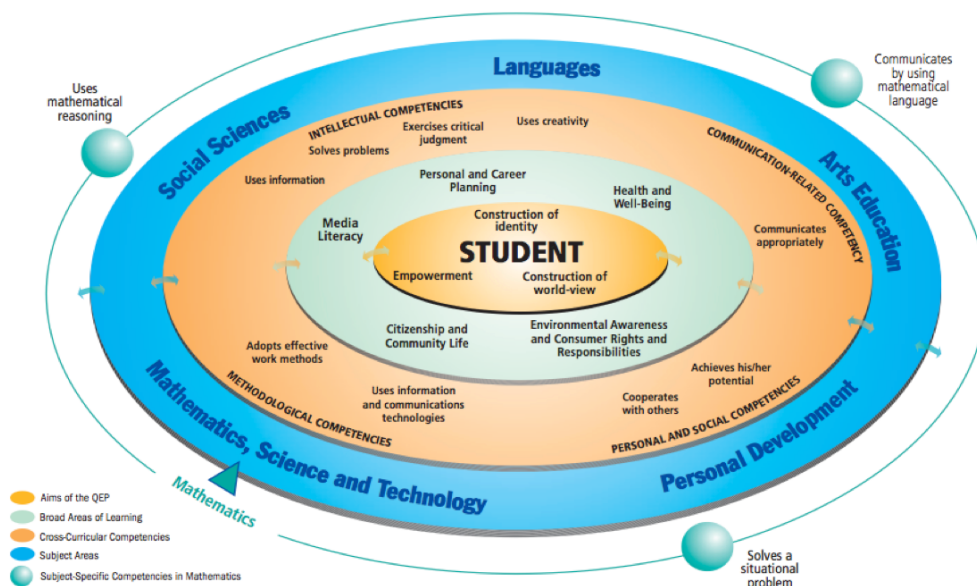 Languages
Communicates
by using
mathematical
language
Uses
mathematical
reasoning
Social Sciences
INTELLECTUAL COMPETENCIES
Uses creativity
Exercises critical
judgment
Solves problems
Uses information
COMMUNICATION-RELATED COMPETENCY
Arts Education
Personal and Career
Planning
Health and
Well-Being
Media
Literacy
Construction of
identity
Communicates
appropriately
STUDENT
Empowerment
Construction of
world-view
Citizenship and
Community Life
Environmental Awareness
and Consumer Rights and
Responsibilities
Adopts effective
work methods
Uses information
and communications
technologies
Achieves his/her
potential
Cooperates
with others
METHODOLOGICAL COMPETENCIES
PERSONAL AND SOCIAL COMPETENCIES
Mathematics, Science and Technology
Personal Development
Mathematics
Solves a
situational
problem
Aims of the QEP
Broad Areas of Learning
Cross-Curricular Competencies
Subject Areas
Subject-Specific Competencies in Mathematics